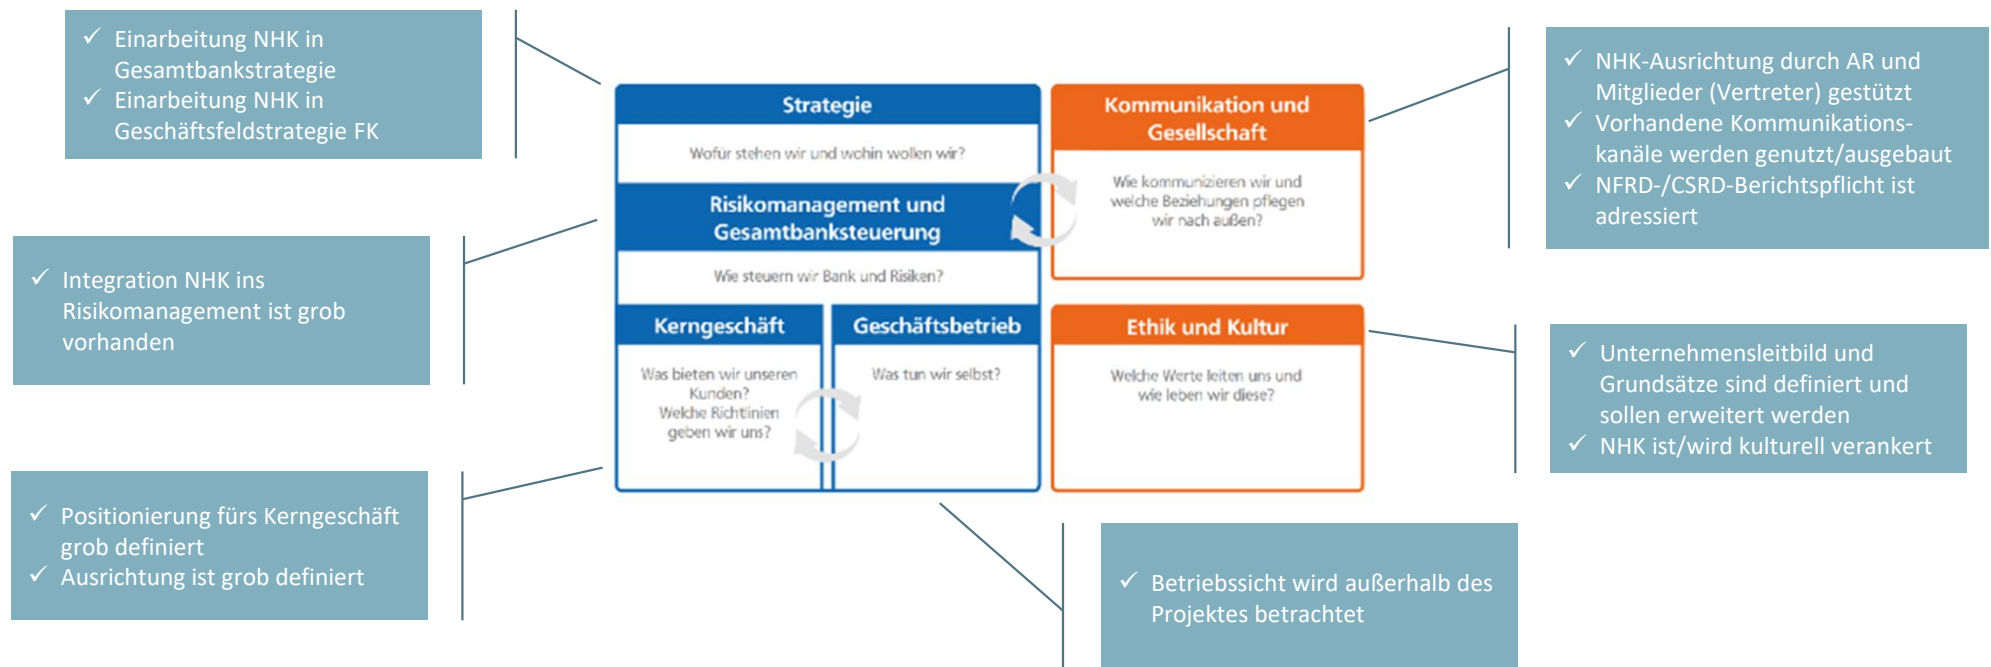 ✓ Einarbeitung NHK in
Gesamtbankstrategie
✓ Einarbeitung NHK in
Geschäftsfeldstrategie FK
✓ Integration NHK ins
Risikomanagement ist grob
vorhanden
✓ Positionierung fürs Kerngeschäft
grob definiert
✓ Ausrichtung ist grob definiert
Strategie
Wofür stehen wir und wohin wollen wir?
Risikomanagement und
Gesamtbanksteuerung
Wie steuern wir Bank und Risiken?
Kerngeschäft
Was bieten wir unseren
Kunden?
Welche Richtlinien
geben wir uns?
Geschäftsbetrieb
Was tun wir selbst?
Kommunikation und
Gesellschaft
Wie kommunizieren wir und
welche Beziehungen pflegen
wir nach außen?
Ethik und Kultur
Welche Werte leiten uns und
wie leben wir diese?
✓ NHK-Ausrichtung durch AR und
Mitglieder (Vertreter) gestützt
✓ Vorhandene Kommunikations-
kanäle werden genutzt/ausgebaut
✓ NFRD-/CSRD-Berichtspflicht ist
adressiert
✓ Unternehmensleitbild und
Grundsätze sind definiert und
sollen erweitert werden
✓ NHK ist/wird kulturell verankert
✓ Betriebssicht wird außerhalb des
Projektes betrachtet